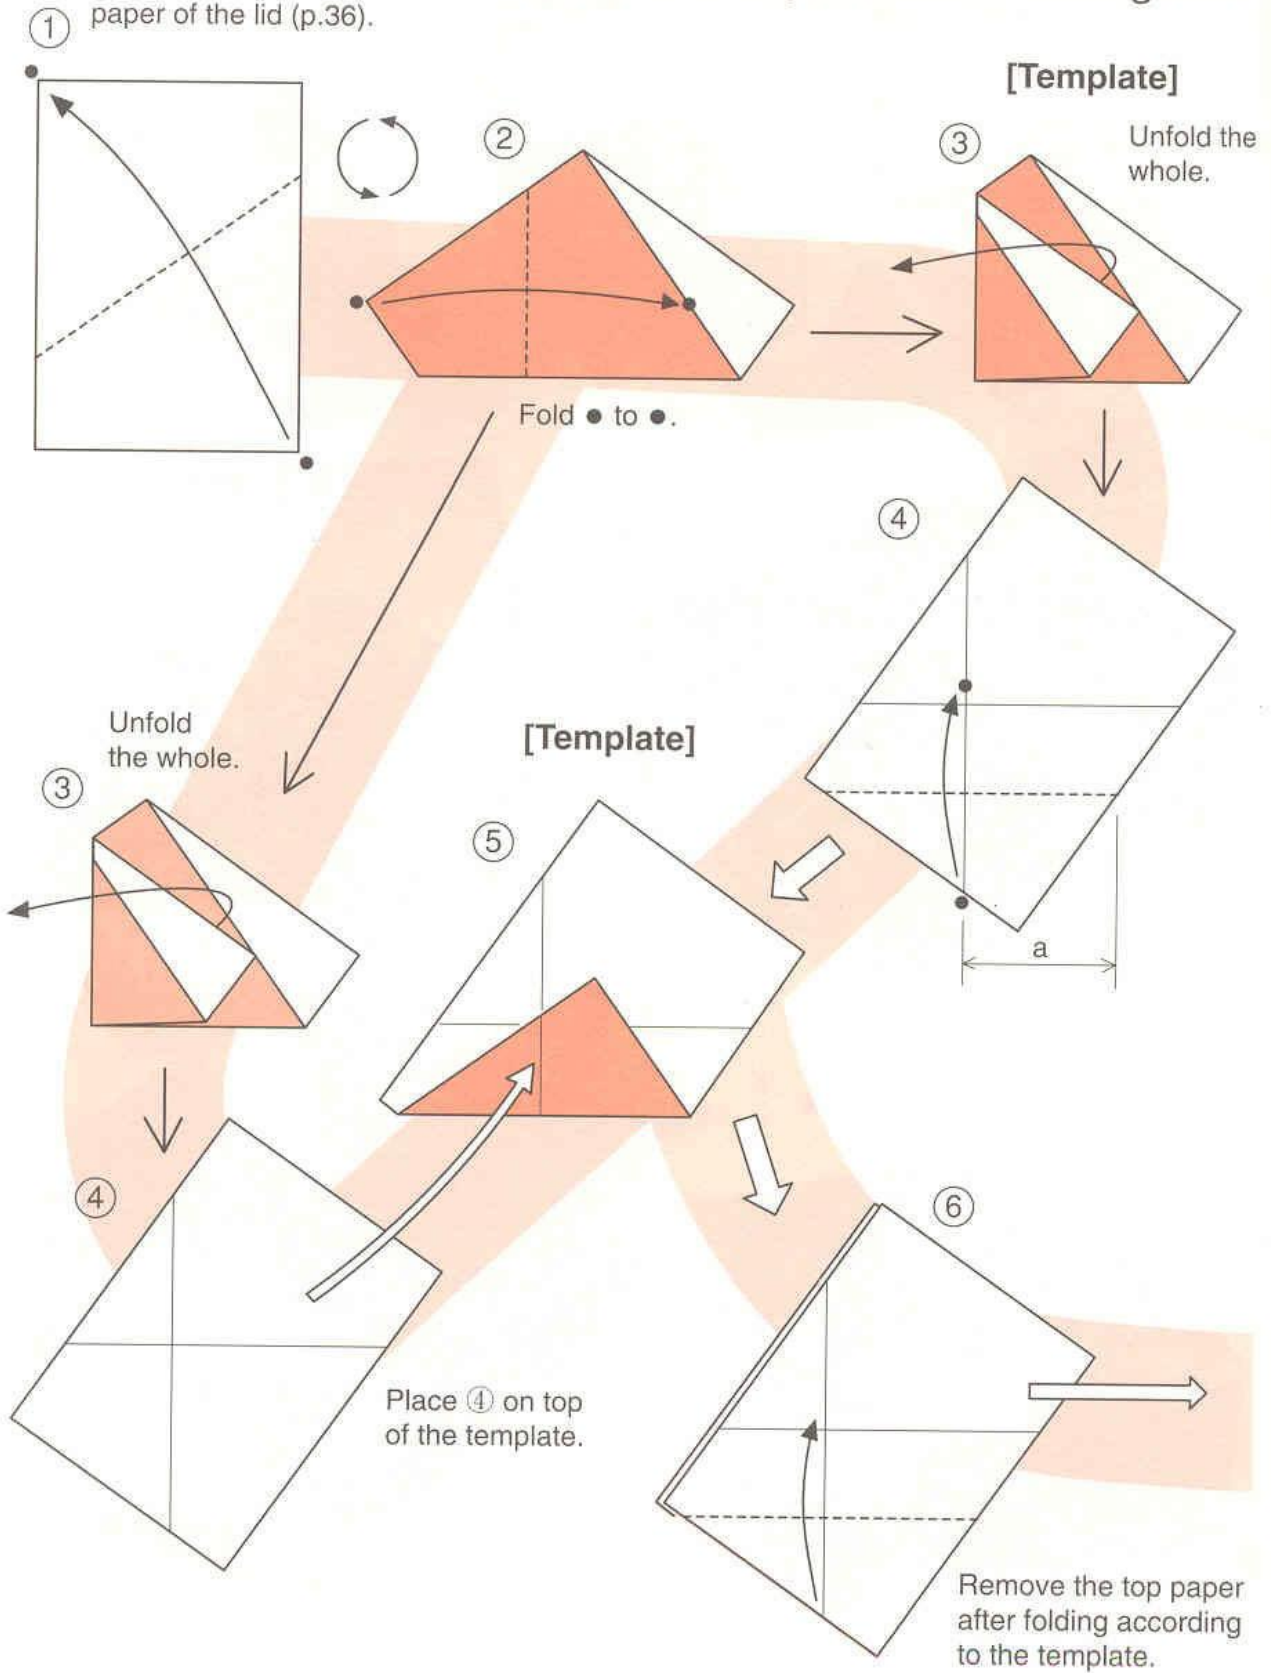 paper of the lid (p.36).
①
[Template]
②
③
Unfold the
whole.
Fold ● to ●.
④
Unfold
the whole.
③
[Template]
⑤
a
④
⑥
Place ④ on top
of the template.
Remove the top paper
after folding according
to the template.